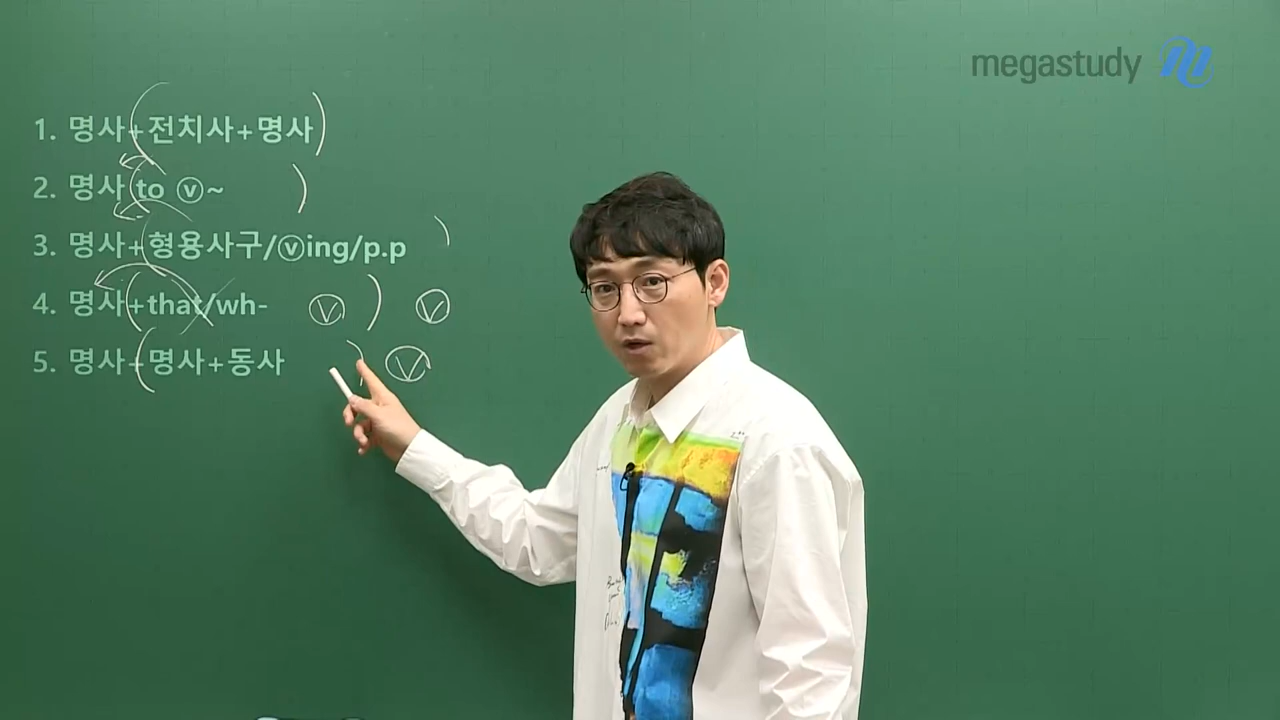 megastudy
1. 명사+전치사+명사
2. 명사 to ⓥ~
3. 명사+형용사구/ⓥing/p.p
4. 명사+that/wh- Ⓥ Ⓥ
5. 명사+명사+동사 Ⓥ